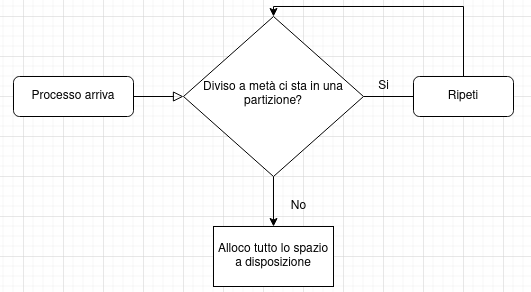 Processo arriva
Diviso a metà ci sta in una
partizione?
Si
Ripeti
No
Alloco tutto lo spazio
a disposizione